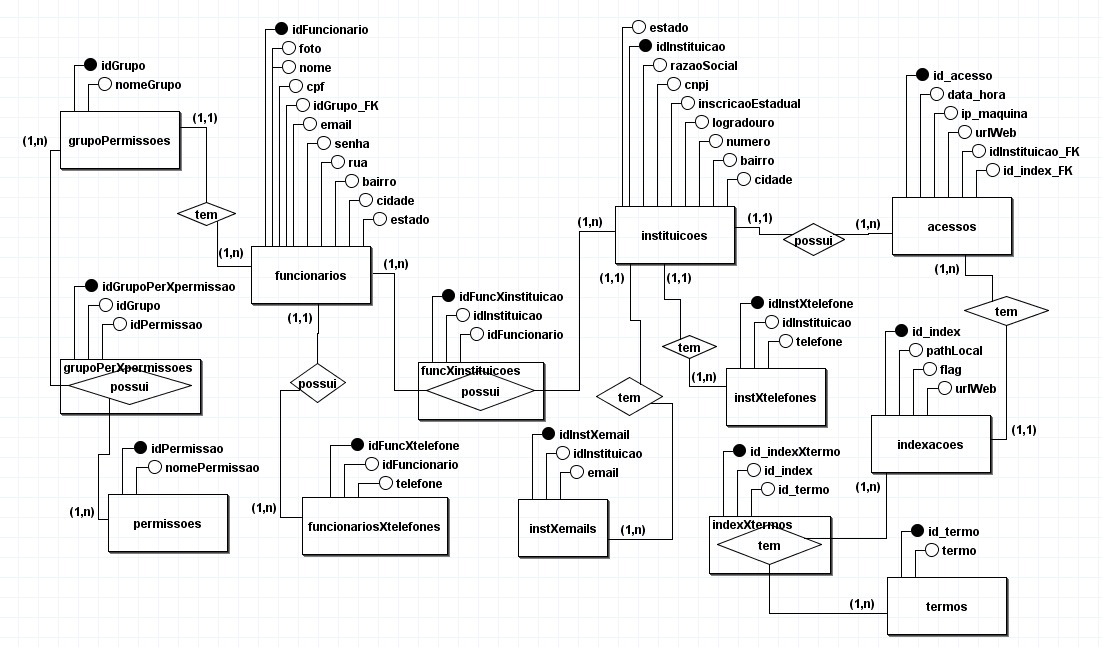 idGrupo
nomeGrupo
(1,n)
grupoPermissoes
(1,1)
tem
(1,n)
idFuncionario
foto
nome
cpf
idGrupo_FK
email
senha
rua
bairro
cidade
estado
funcionarios
(1,n)
(1,1)
possui
(1,n)
idGrupoPerXpermissao
idGrupo
idPermissao
grupoPerXpermissoes
possui
(1,n)
idPermissao
nomePermissao
permissoes
idFuncXtelefone
idFuncionario
telefone
funcionariosXtelefones
idFuncXinstituicao
idInstituicao
idFuncionario
funcXinstituicoes
possui
(1,n)
estado
idInstituicao
razaoSocial
cnpj
inscricaoEstadual
logradouro
numero
bairro
cidade
instituicoes
(1,1)
(1,1)
(1,1)
possui
(1,n)
tem
(1,n)
tem
(1,n)
idInstXtelefone
idInstituicao
telefone
instXtelefones
idInstXemail
idInstituicao
email
instXemails
id_acesso
data_hora
ip_maquina
urlWeb
idInstituicao_FK
id_index_FK
acessos
(1,n)
tem
(1,1)
id_index
pathLocal
flag
urlWeb
indexacoes
(1,n)
id_indexXtermo
id_index
id_termo
indexXtermos
tem
(1,n)
id_termo
termo
termos